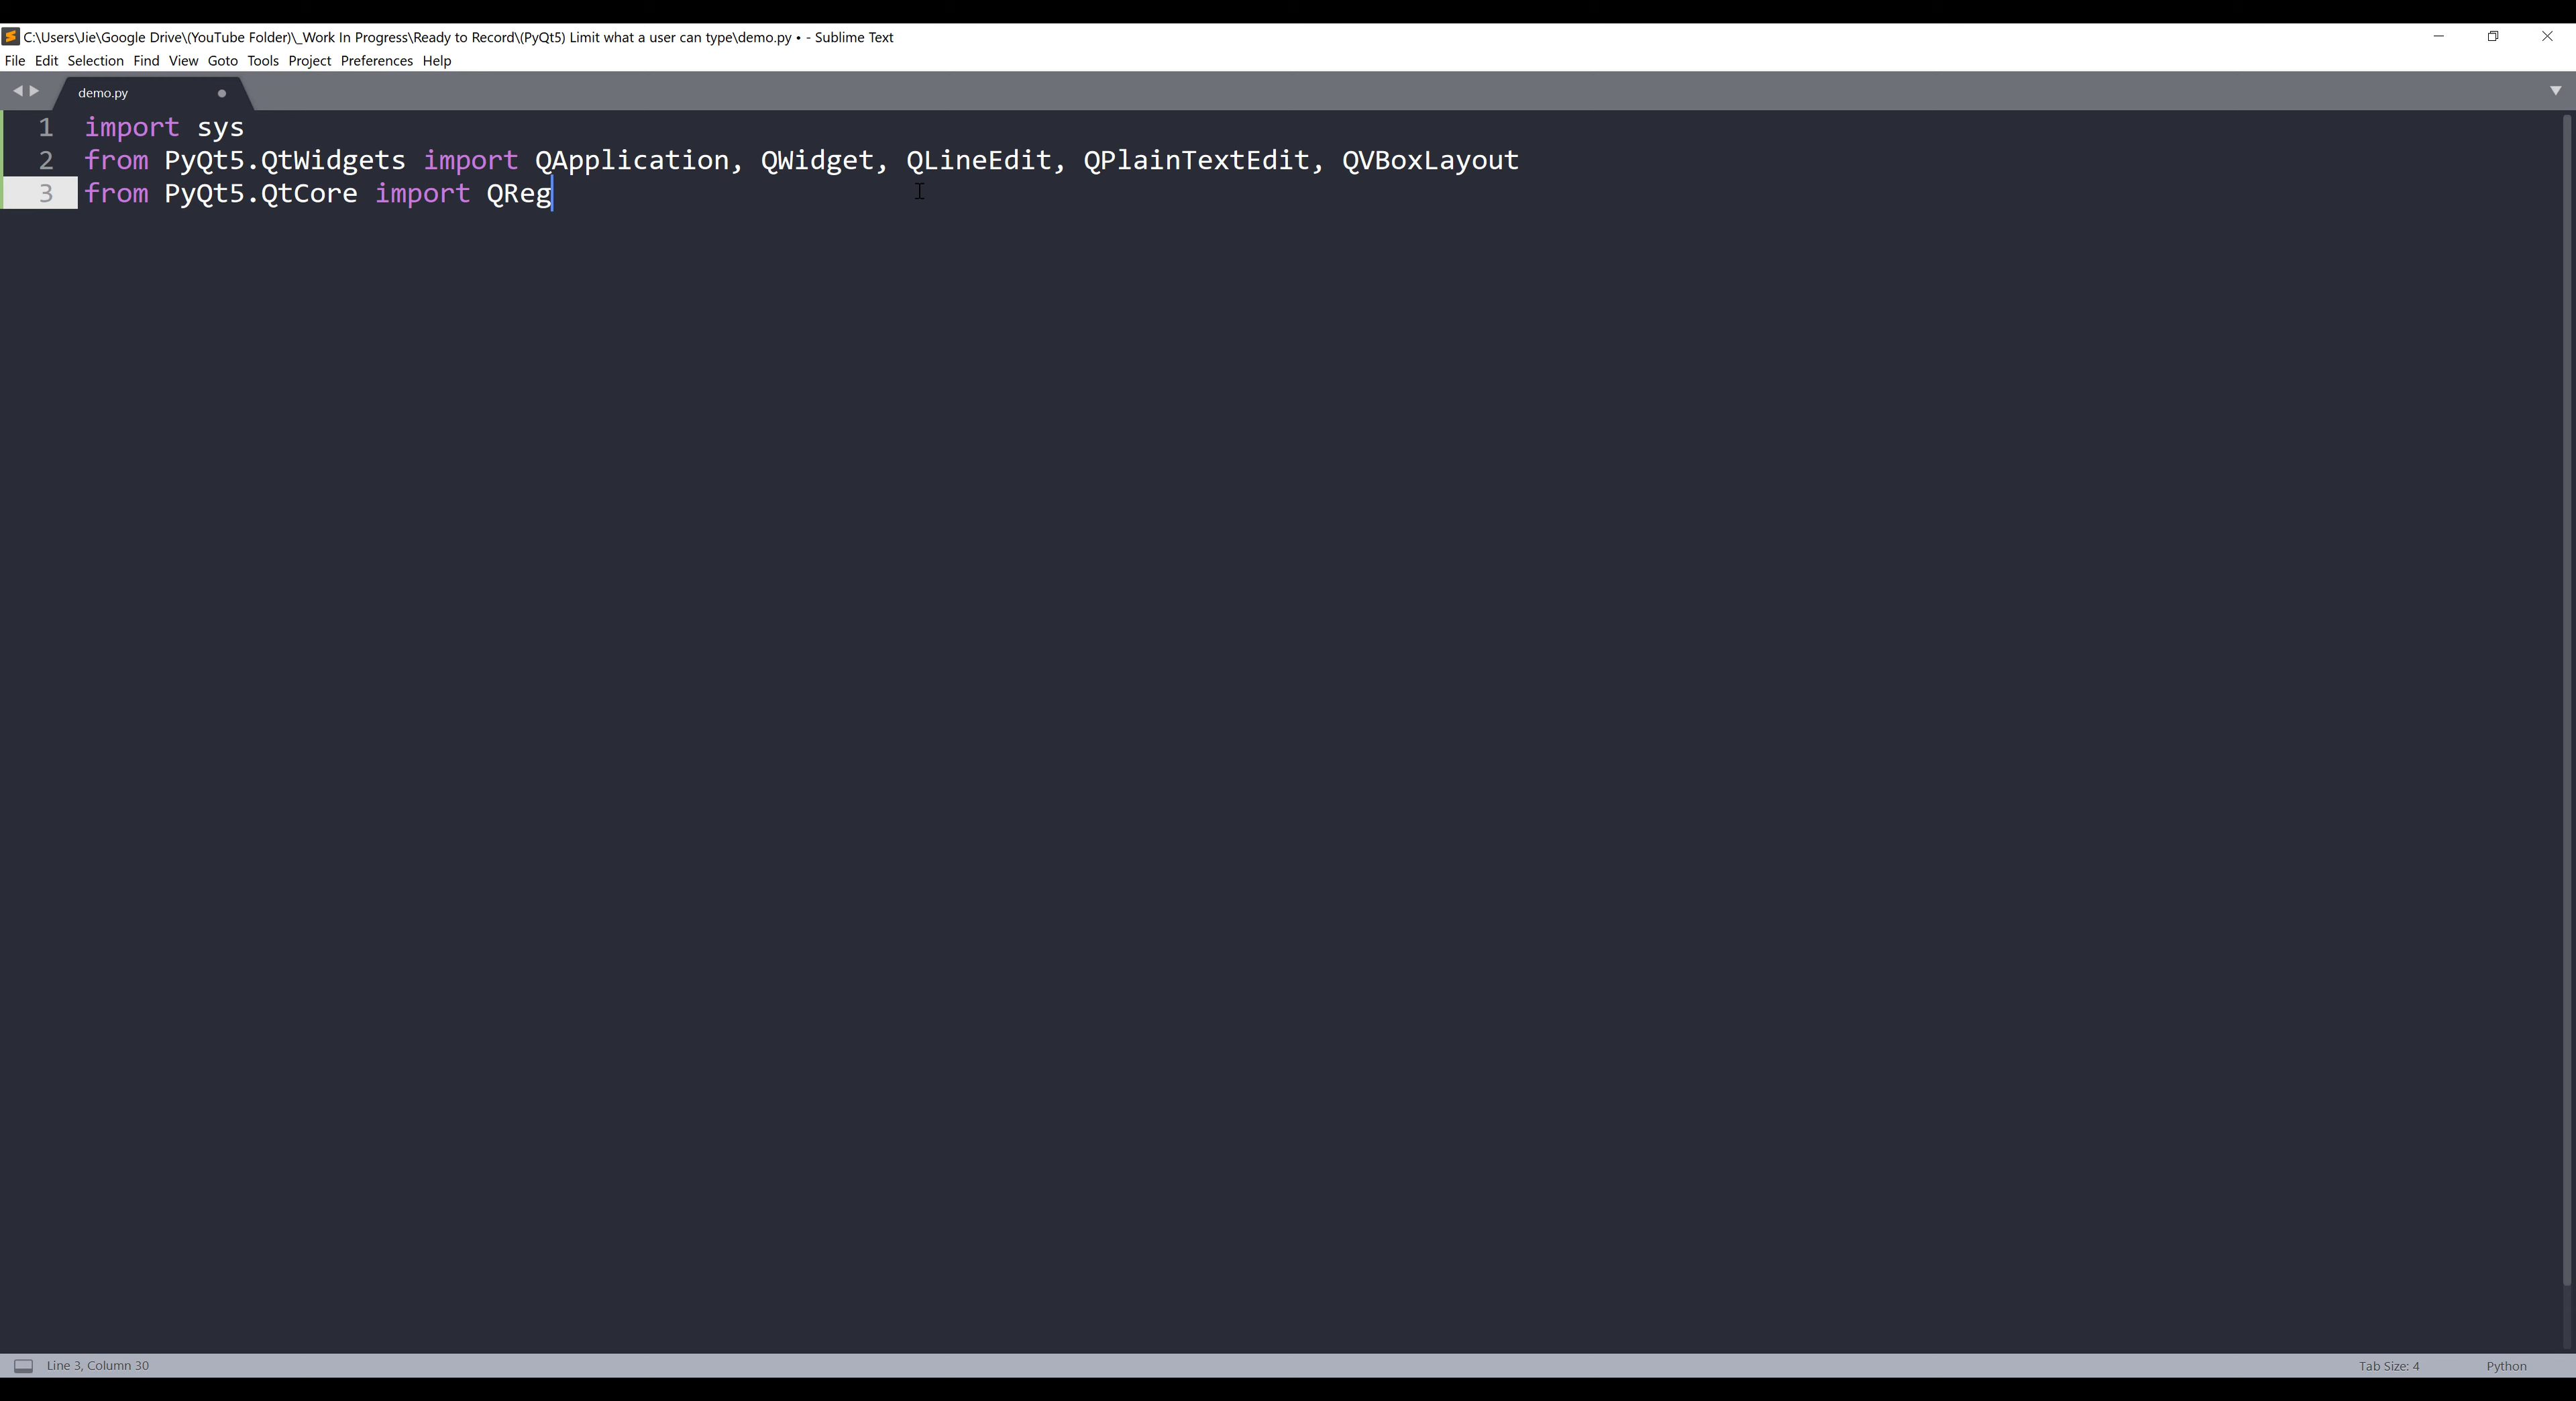 C:\Users\Jie\Google Drive\(YouTube Folder)\_Work In Progress\Ready to Record\(PyQt5) Limit what a user can type\demo.py • - Sublime Text
File Edit Selection Find View Goto Tools Project Preferences Help
demo.py
1 import sys
2 from PyQt5.QtWidgets import QApplication, QWidget, QLineEdit, QPlainTextEdit, QVBoxLayout
3 from PyQt5.QtCore import QReg
Line 3, Column 30 Tab Size: 4 Python